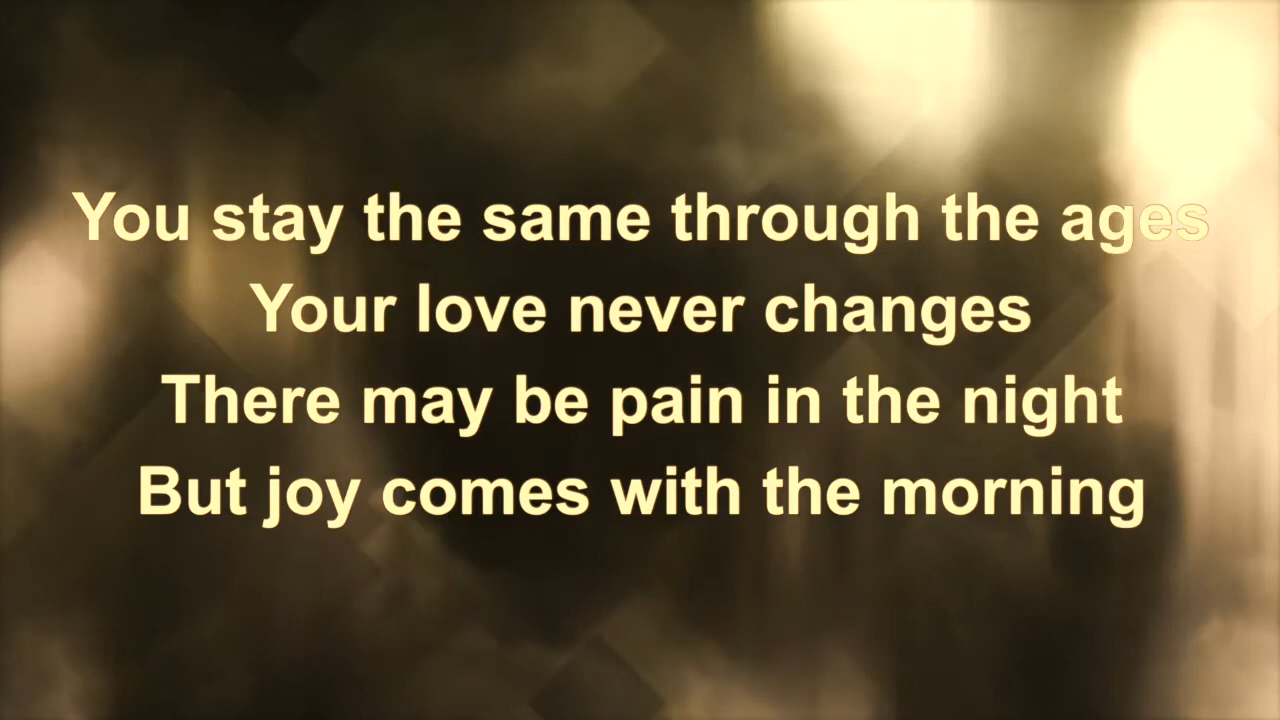 You stay the same through the ages
Your love never changes
There may be pain in the night
But joy comes with the morning